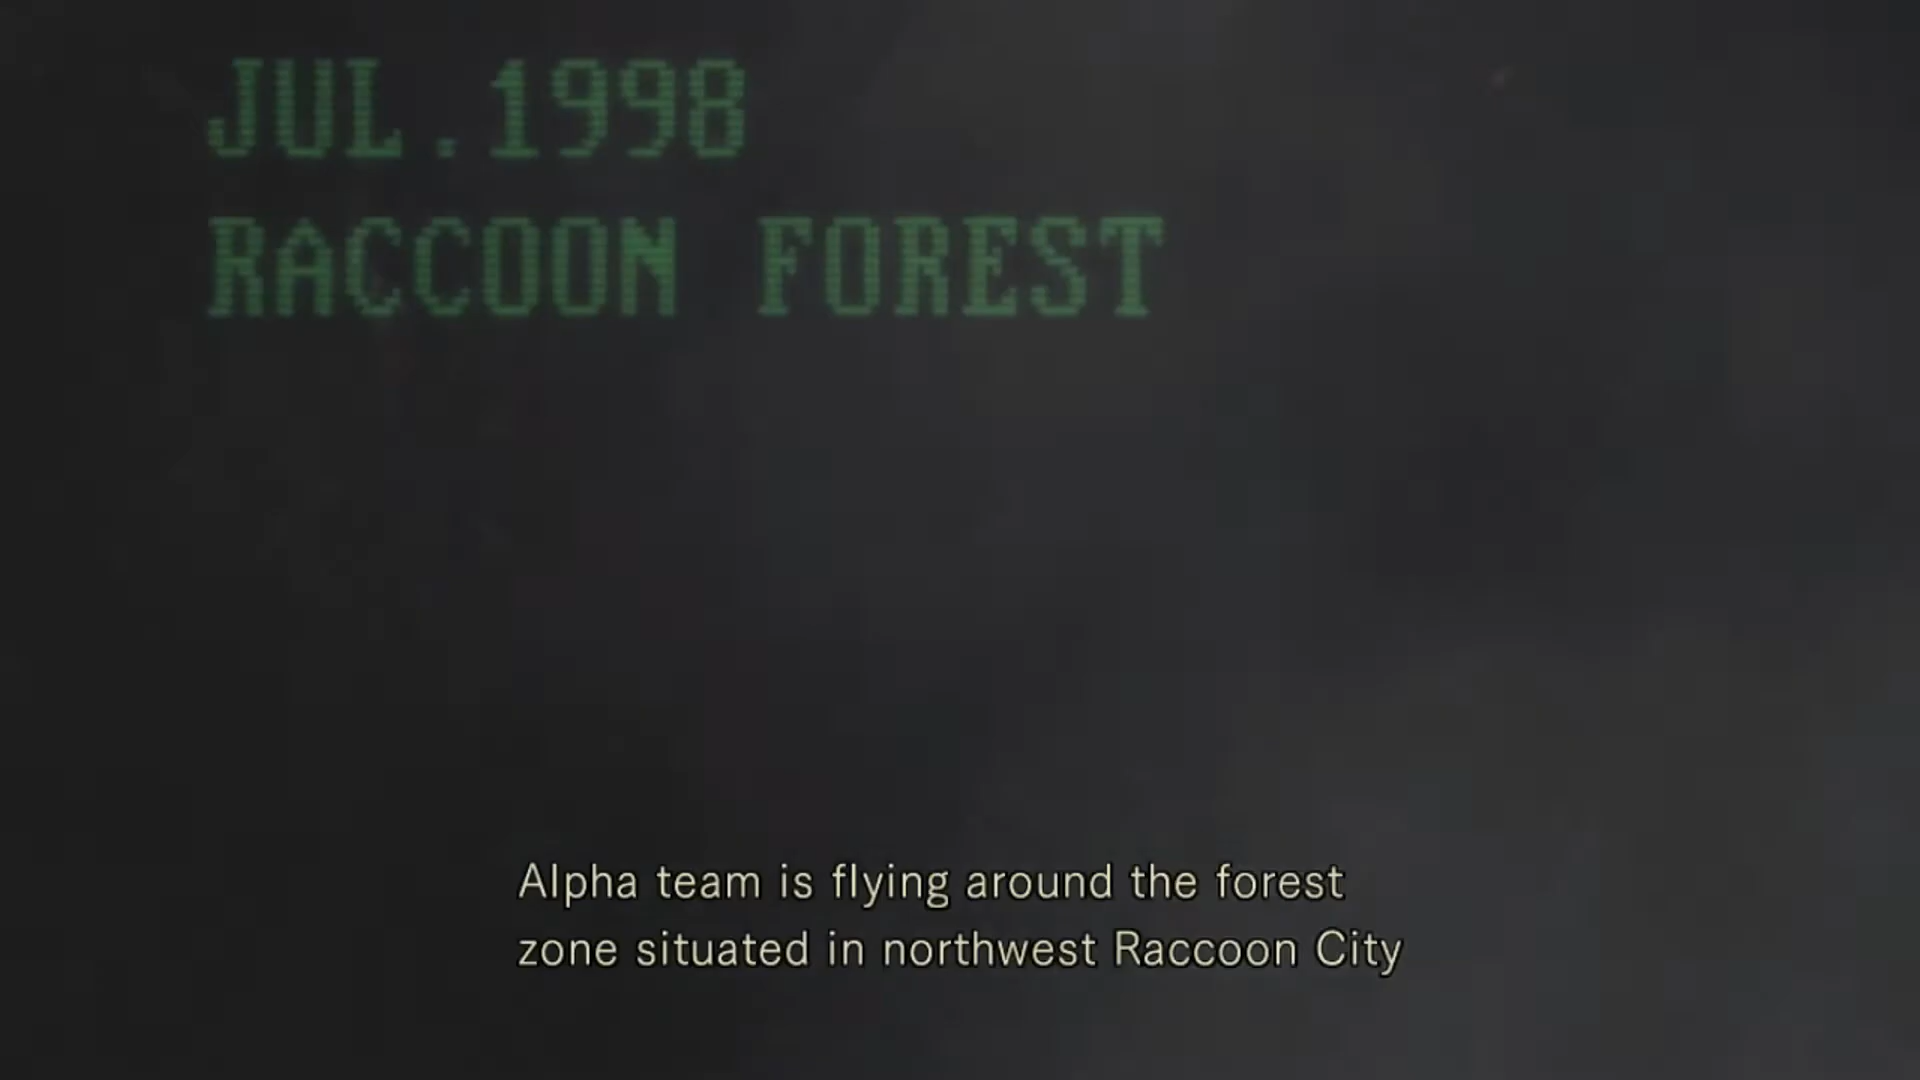 JUL.1998
RACCOON FOREST
Alpha team is flying around the forest
zone situated in northwest Raccoon City